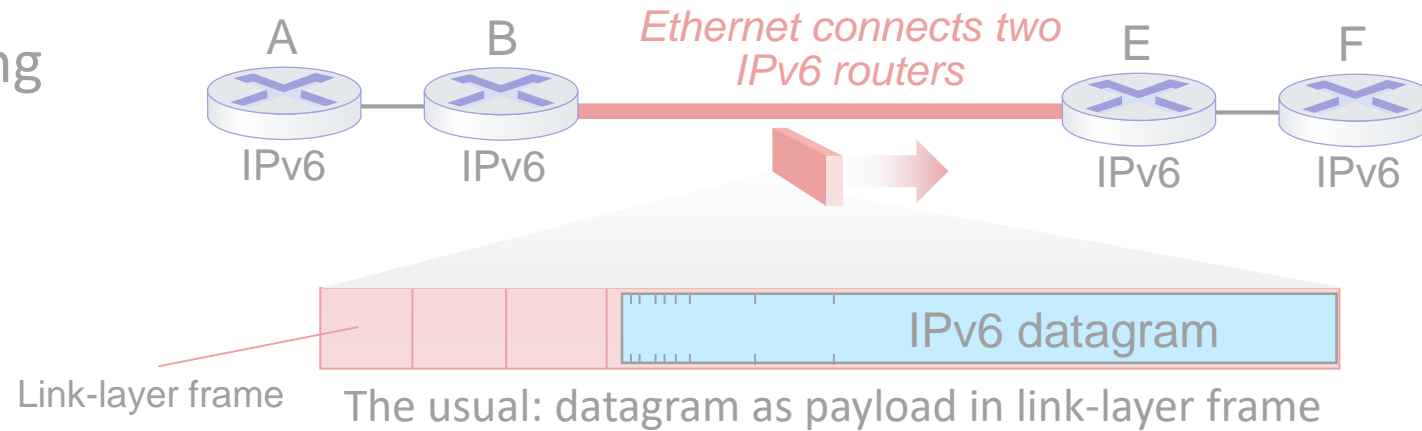 ng
A
B
Ethernet connects two
IPv6 routers
E
F
IPv6
IPv6
IPv6
IPv6
IPv6 datagram
Link-layer frame
The usual: datagram as payload in link-layer frame